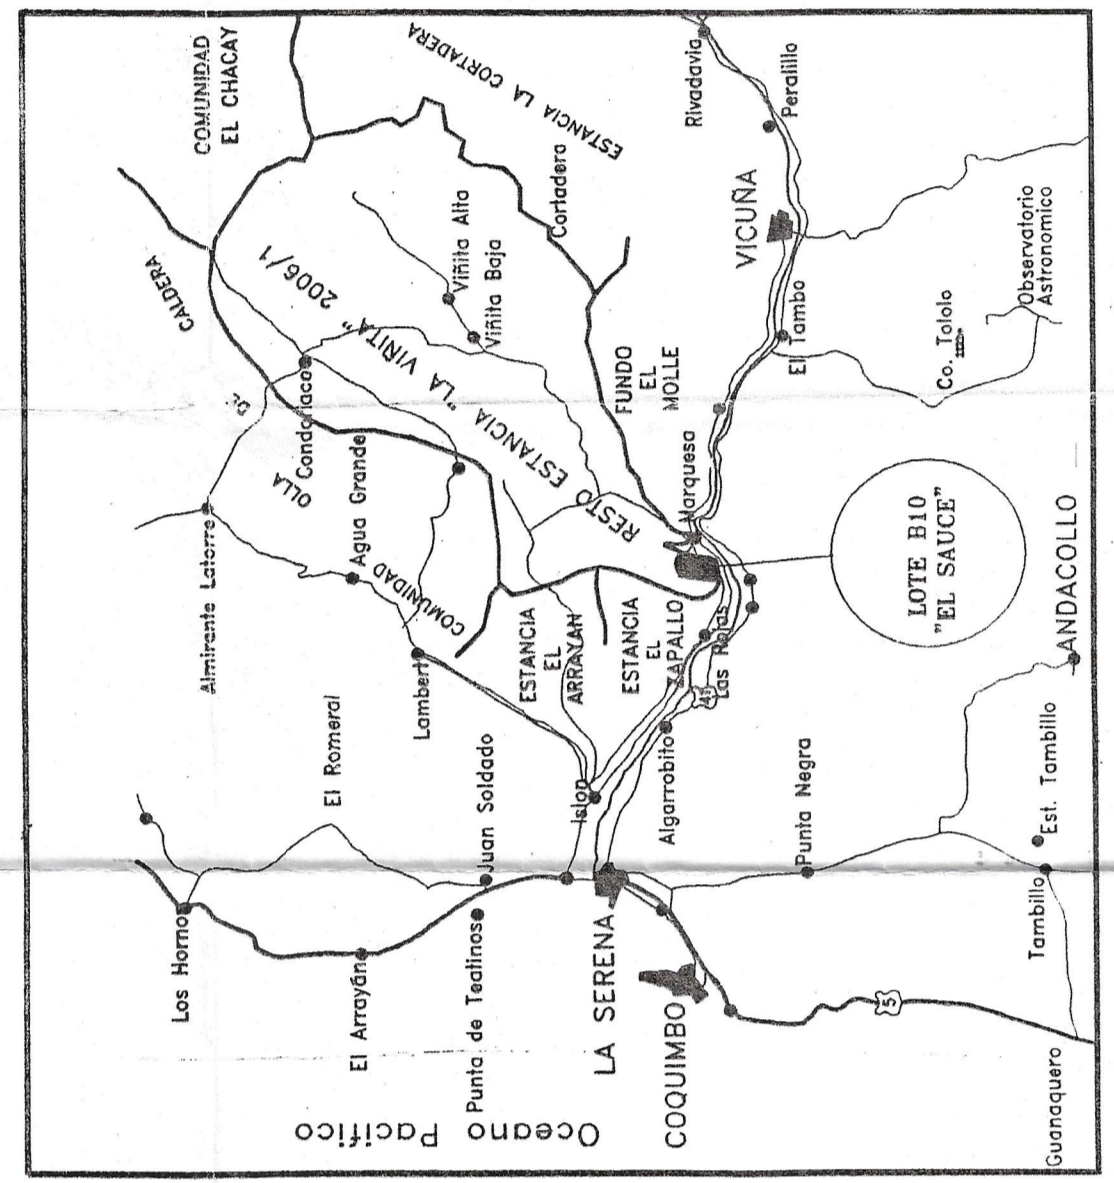 COMUNIDAD
EL CHACAY
ESTANCIA LA CORTADERA
Rivadavia
Peralillo
CALDERA
RESTO ESTANCIA "LA VIÑITA" 2006/1
Viñita Alta
Viñita Baja
Cortadera
VICUÑA
El Tambo
Co. Tololo
Observatorio
Astronomico
FUNDO
EL
MOLLE
Condoriaco
Almirante Latorre
Agua Grande
COMUNIDAD
OLLA
Marquesa
LOTE B10
"EL SAUCE"
ANDACOLLO
ESTANCIA
EL
ARRAYAN
ESTANCIA
EL
ZAPALLO
Las Rojas
41
Lambert
El Romeral
Juan Soldado
Islon
Algarrobito
Punta Negra
Est. Tambillo
Tambillo
Los Hornos
El Arrayán
Punta de Teatinos
LA SERENA
COQUIMBO
5
Guanaquero
Oceano Pacifico